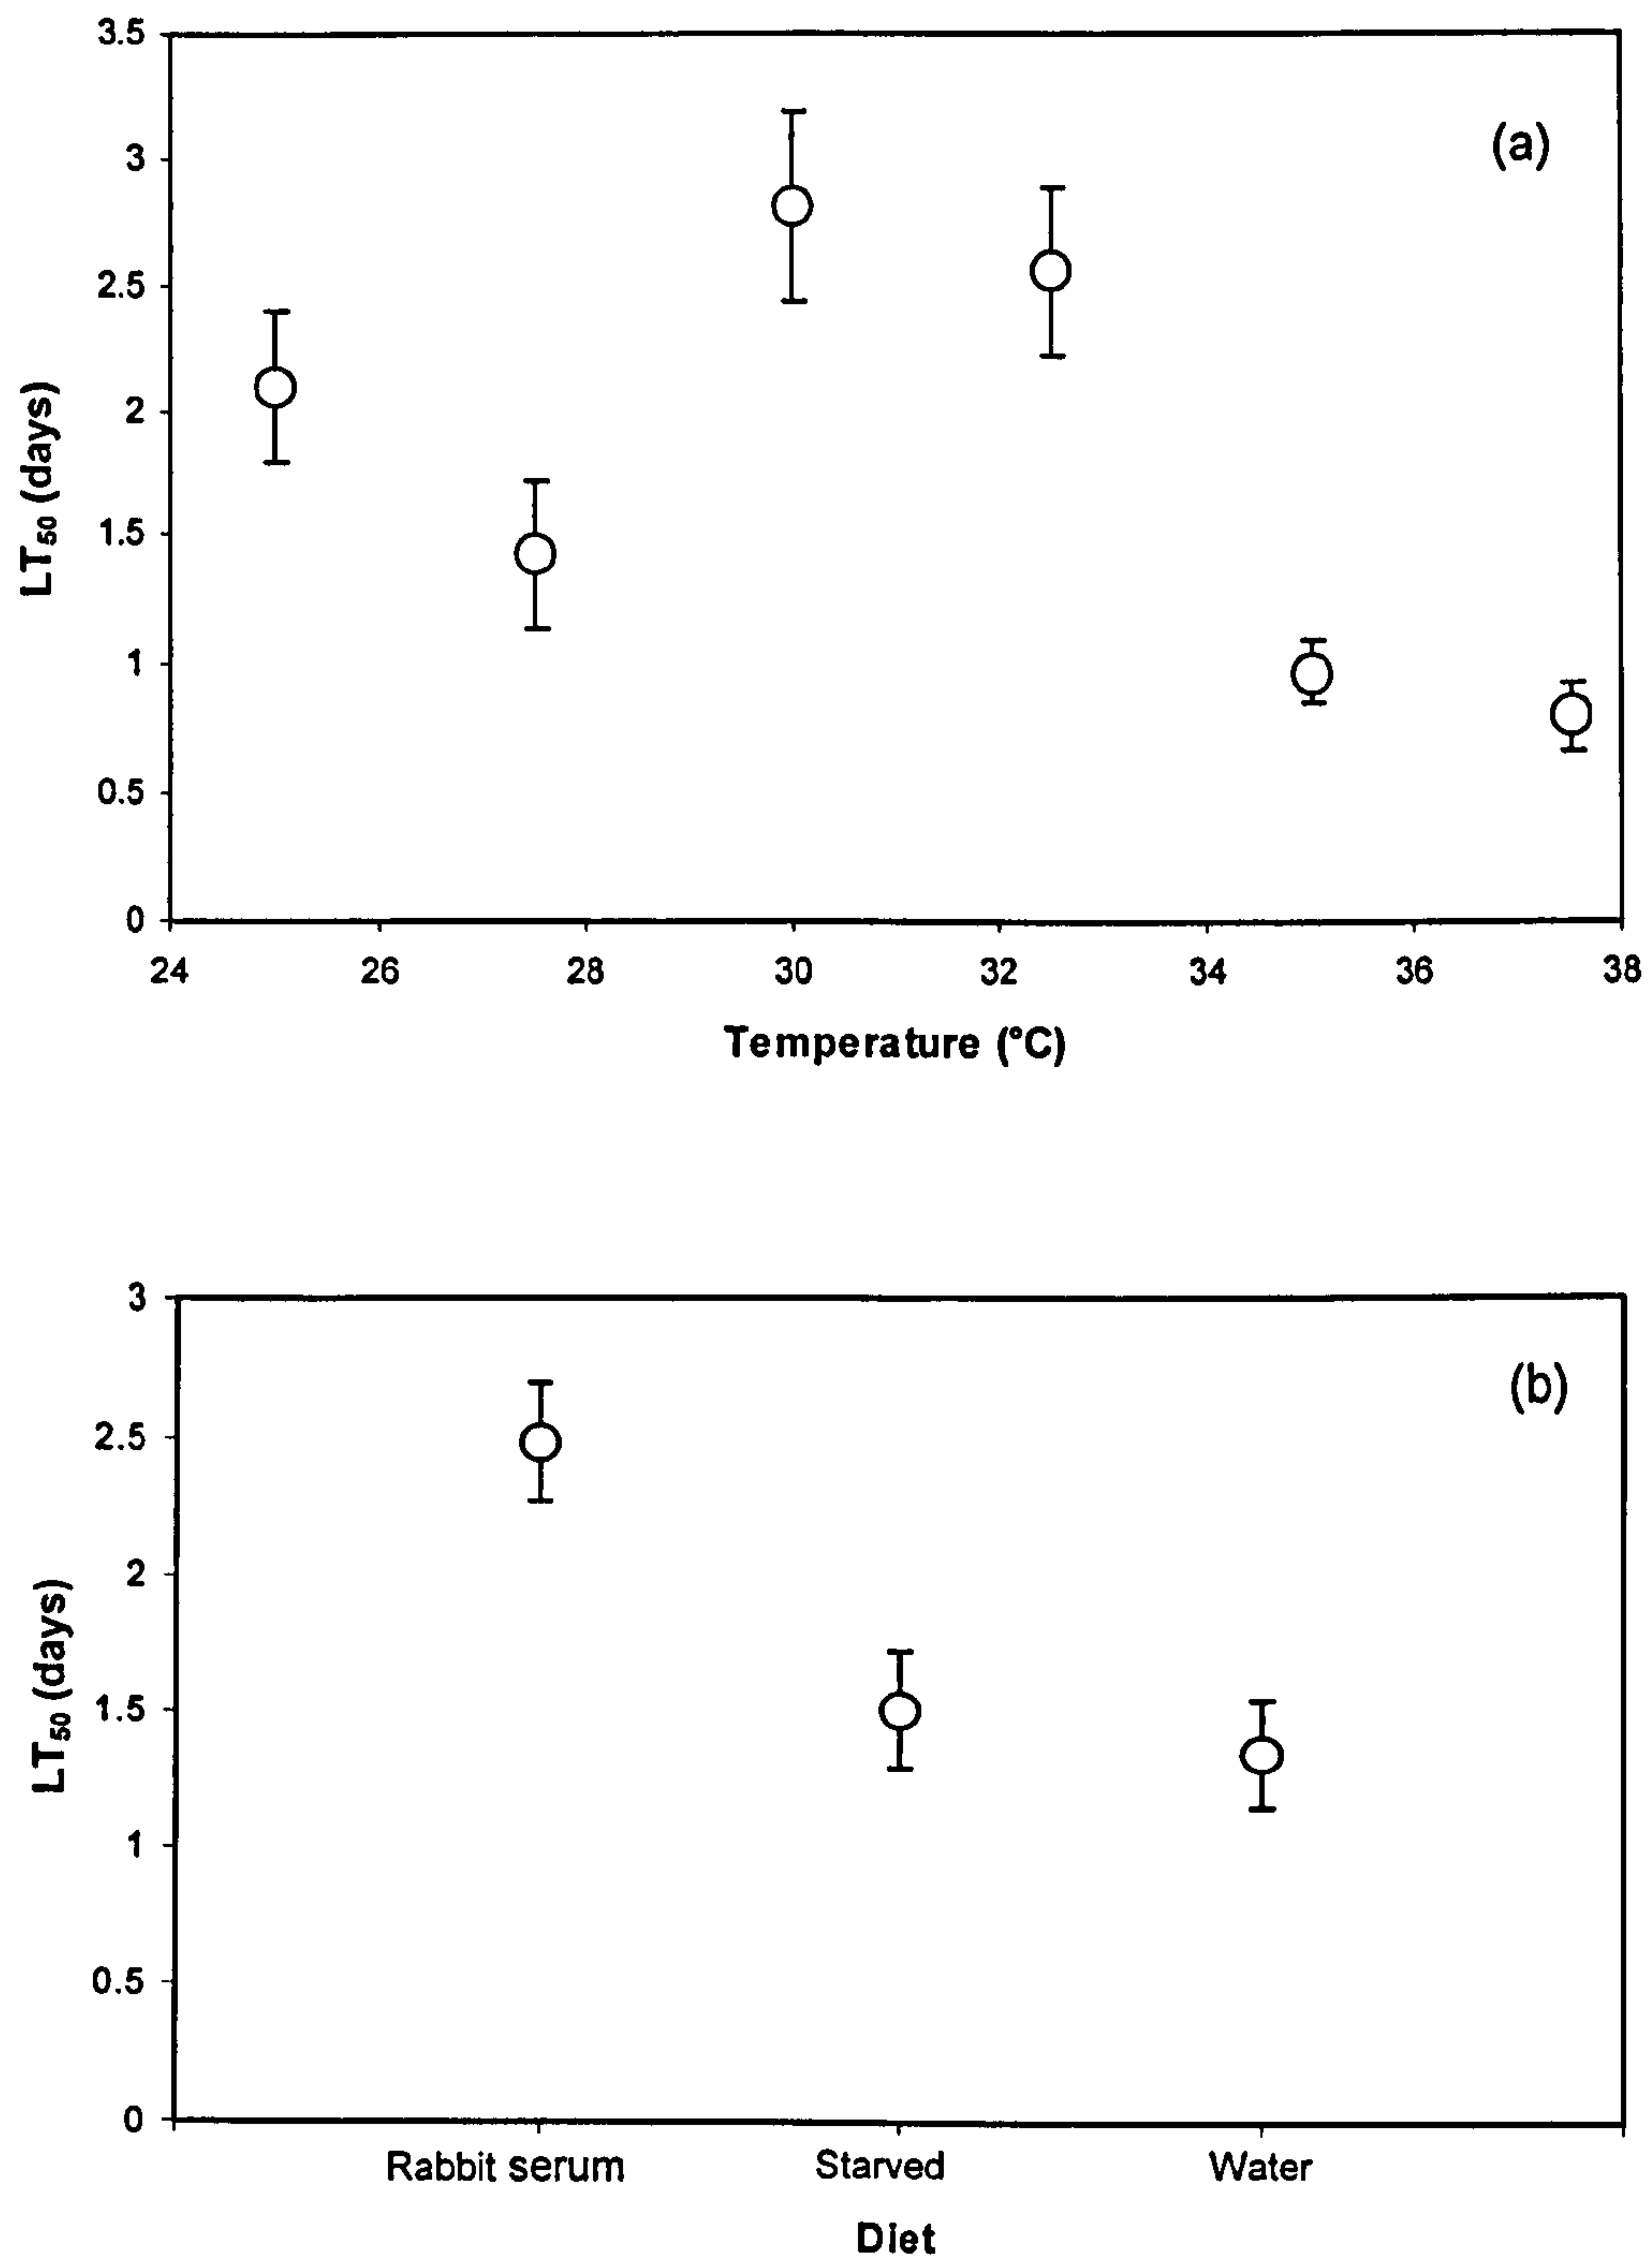 3.5
3
2.5
2
1.5
1
0.5
0
LT50 (days)
(a)
24 26 28 30 32 34 36 38
Temperature (°C)
3
2.5
2
1.5
1
0.5
0
LT50 (days)
(b)
Rabbit serum Starved Water
Diet